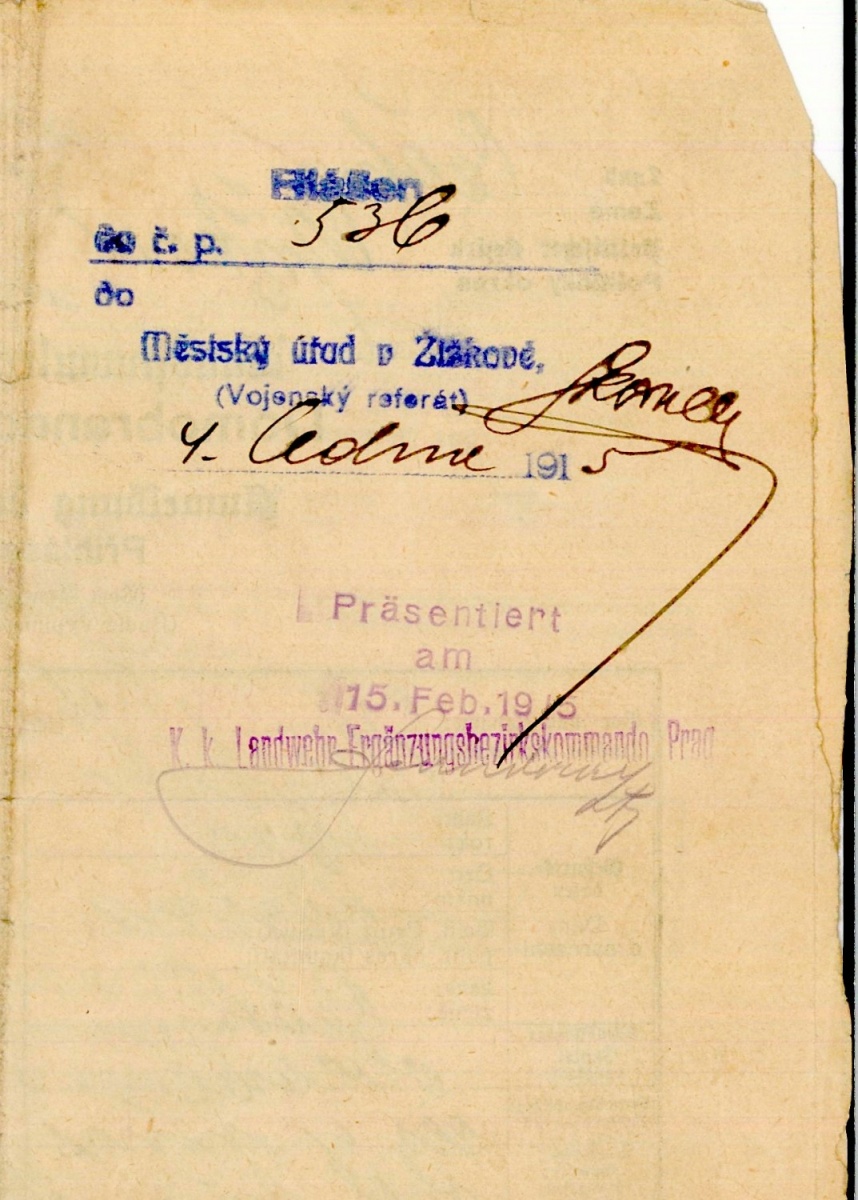 Hlášen
do č. p. 536
do
Městský úřad v Žižkově,
(Vojenský referát)
4. ledna 1915
Präsentiert
am
15. Feb. 1915
K. k. Landwehr Ergänzungsbezirkskommando Prag